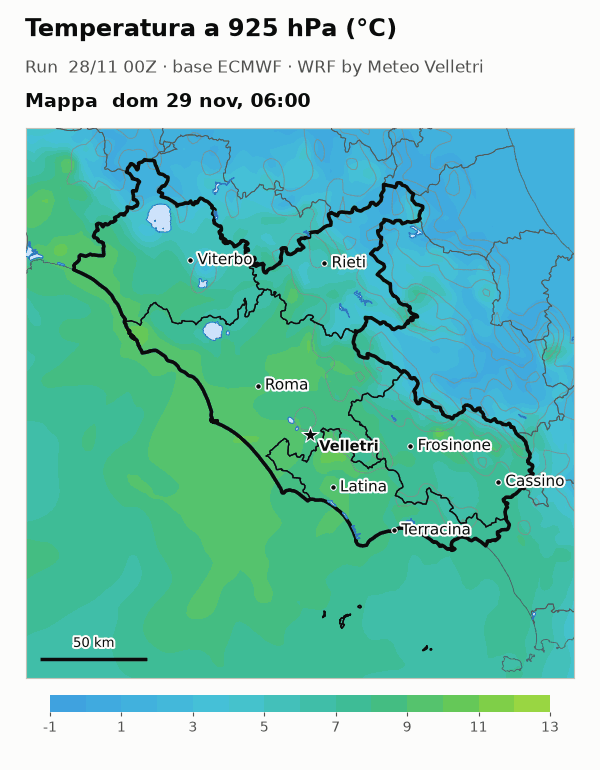 Temperatura a 925 hPa (°C)
Run  28/11 00Z · base ECMWF · WRF by Meteo Velletri
Mappa  dom 29 nov, 06:00
Viterbo
Rieti
Roma
Velletri
Frosinone
Latina
Cassino
Terracina
50 km
-1 1 3 5 7 9 11 13